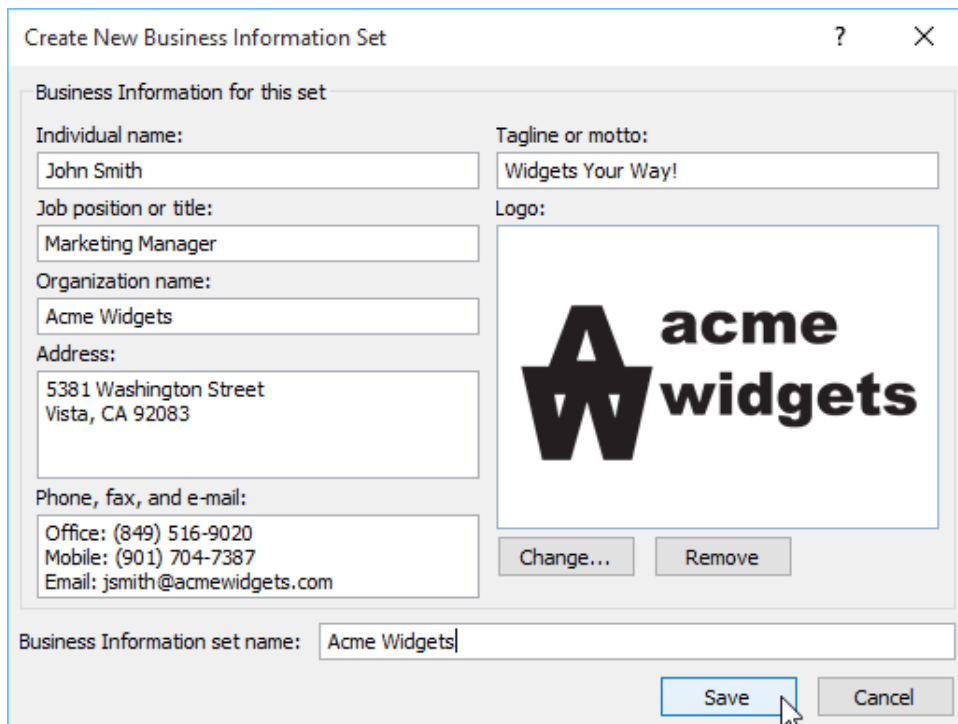 Create New Business Information Set
?
Business Information for this set
Individual name:
John Smith
Job position or title:
Marketing Manager
Organization name:
Acme Widgets
Address:
5381 Washington Street
Vista, CA 92083
Phone, fax, and e-mail:
Office: (849) 516-9020
Mobile: (901) 704-7387
Email: jsmith@acmewidgets.com
Tagline or motto:
Widgets Your Way!
Logo:
AW
acme
widgets
Change...
Remove
Business Information set name:
Acme Widgets
Save
Cancel